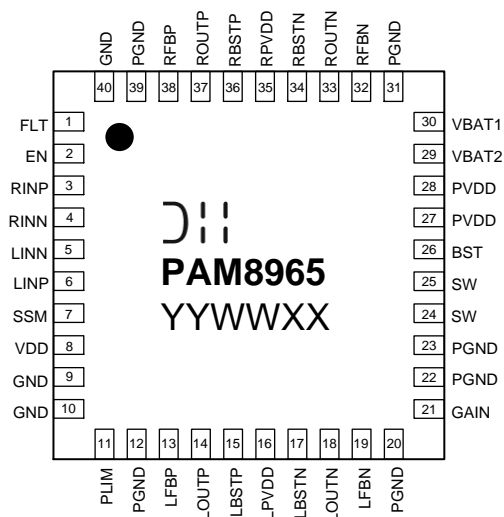 GND PGND RFBP ROUTP RBSTP RPVDD RBSTN ROUTN RFBN PGND
40 39 38 37 36 35 34 33 32 31
FLT 1 30 VBAT1
EN 2 29 VBAT2
RINP 3 28 PVDD
RINN 4 27 PVDD
LINN 5 26 BST
LINP 6 25 SW
SSM 7 24 SW
VDD 8 23 PGND
GND 9 22 PGND
GND 10 21 GAIN
PAM8965
YYWWXX
11 12 13 14 15 16 17 18 19 20
PLIM PGND LFBP LOUTP LBSTP LPVDD LBSTN LOUTN LFBN PGND